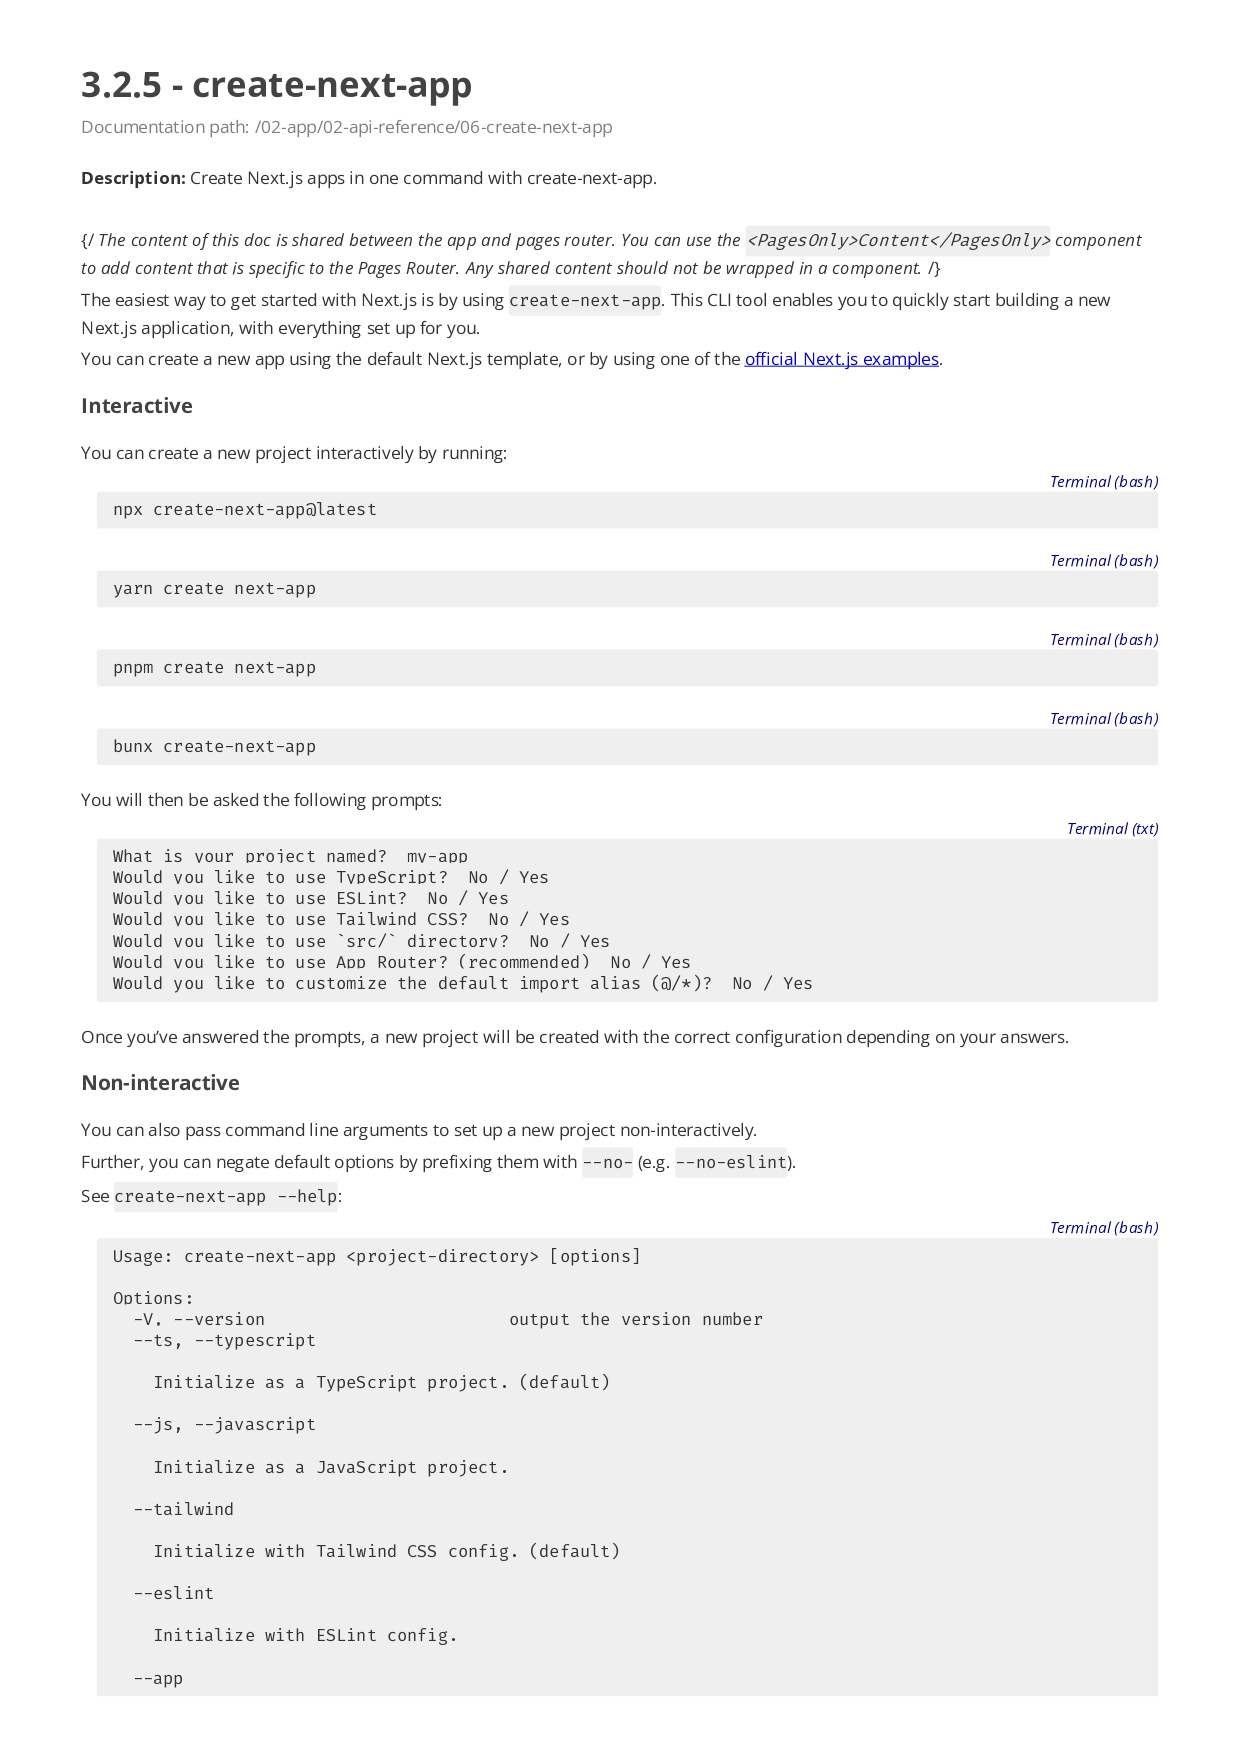 3.2.5 - create-next-app
Documentation path: /02-app/02-api-reference/06-create-next-app
Description: Create Next.js apps in one command with create-next-app.
{/ The content of this doc is shared between the app and pages router. You can use the <PagesOnly>Content</PagesOnly> component
to add content that is specific to the Pages Router. Any shared content should not be wrapped in a component. /}
The easiest way to get started with Next.js is by using create-next-app. This CLI tool enables you to quickly start building a new
Next.js application, with everything set up for you.
You can create a new app using the default Next.js template, or by using one of the official Next.js examples.
Interactive
You can create a new project interactively by running:
Terminal (bash)
npx create-next-app@latest
Terminal (bash)
yarn create next-app
Terminal (bash)
pnpm create next-app
Terminal (bash)
bunx create-next-app
You will then be asked the following prompts:
Terminal (txt)
What is your project named?  my-app
Would you like to use TypeScript?  No / Yes
Would you like to use ESLint?  No / Yes
Would you like to use Tailwind CSS?  No / Yes
Would you like to use `src/` directory?  No / Yes
Would you like to use App Router? (recommended)  No / Yes
Would you like to customize the default import alias (@/*)?  No / Yes
Once you’ve answered the prompts, a new project will be created with the correct configuration depending on your answers.
Non-interactive
You can also pass command line arguments to set up a new project non-interactively.
Further, you can negate default options by prefixing them with --no- (e.g. --no-eslint).
See create-next-app --help:
Terminal (bash)
Usage: create-next-app <project-directory> [options]
Options:
-V, --version                        output the version number
--ts, --typescript
Initialize as a TypeScript project. (default)
--js, --javascript
Initialize as a JavaScript project.
--tailwind
Initialize with Tailwind CSS config. (default)
--eslint
Initialize with ESLint config.
--app